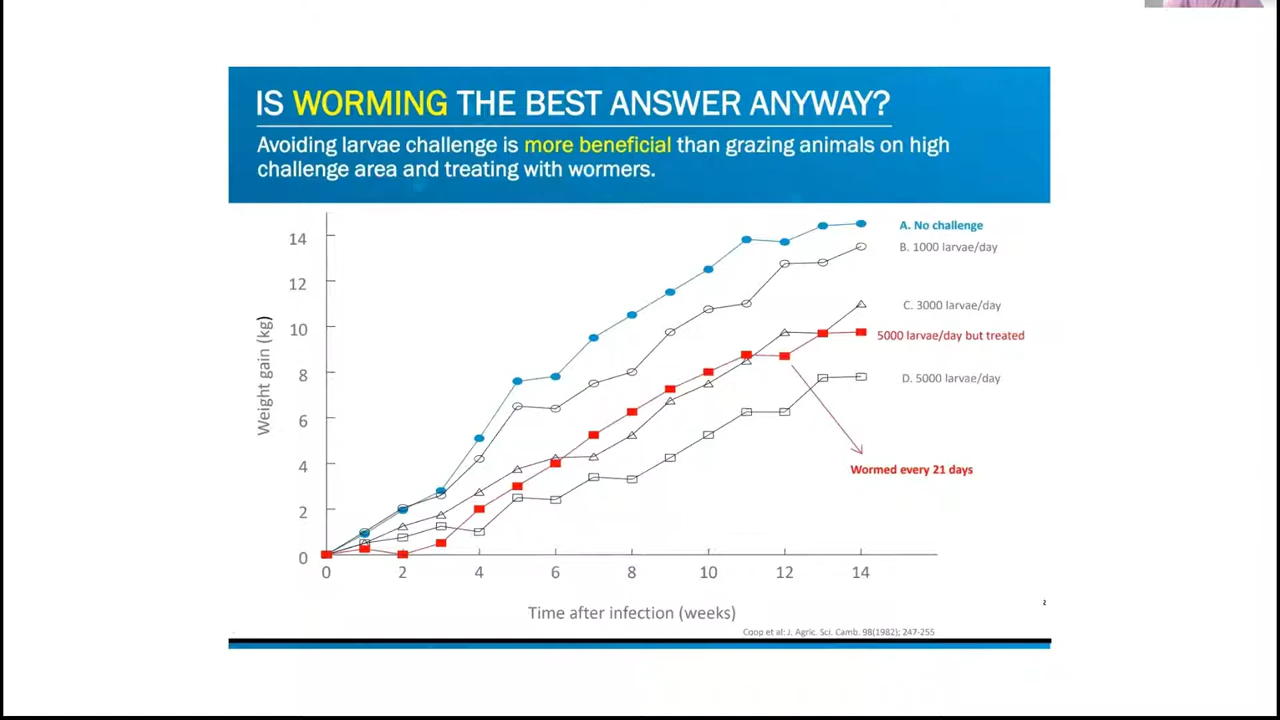 IS WORMING THE BEST ANSWER ANYWAY?
Avoiding larvae challenge is more beneficial than grazing animals on high
challenge area and treating with wormers.
A. No challenge
B. 1000 larvae/day
C. 3000 larvae/day
5000 larvae/day but treated
D. 5000 larvae/day
Wormed every 21 days
Weight gain (kg)
14
12
10
8
6
4
2
0
0 2 4 6 8 10 12 14
Time after infection (weeks)
2
Coop et al: J. Agric. Sci. Camb. 98(1982); 247-255